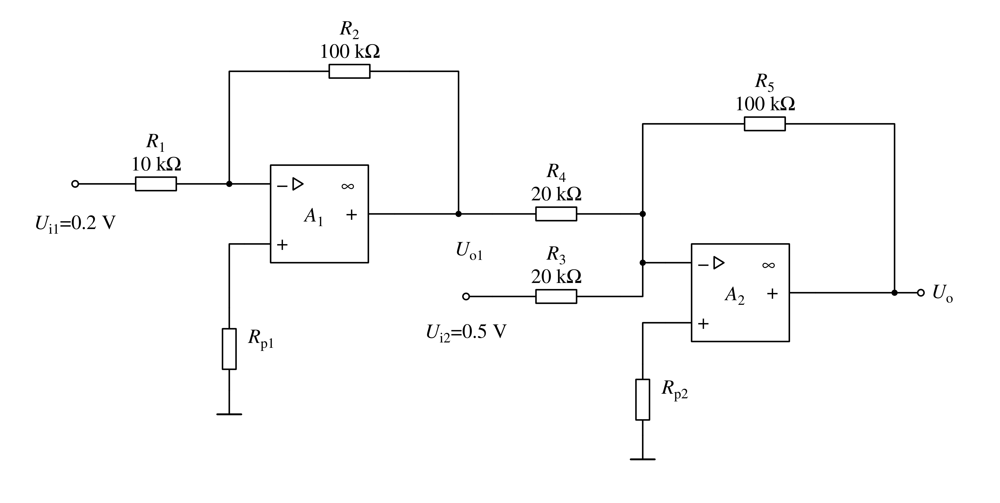 R2
100 kΩ
R5
100 kΩ
R1
10 kΩ
R4
20 kΩ
− ▷ ∞
A1 +
+
Ui1=0.2 V
Uo1
R3
20 kΩ
− ▷ ∞
A2 +
+
Uo
Ui2=0.5 V
Rp1
Rp2